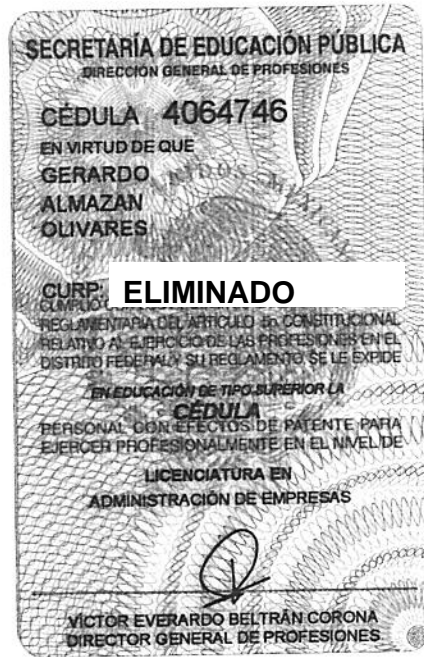 SECRETARÍA DE EDUCACIÓN PÚBLICA
DIRECCIÓN GENERAL DE PROFESIONES
CÉDULA 4064746
EN VIRTUD DE QUE
GERARDO
ALMAZAN
OLIVARES
CURP: ELIMINADO
CUMPLIÓ
REGLAMENTARIA DEL ARTÍCULO 5o CONSTITUCIONAL
RELATIVO AL EJERCICIO DE LAS PROFESIONES EN EL
DISTRITO FEDERAL Y SU REGLAMENTO SE LE EXPIDE
EN EDUCACIÓN DE TIPO SUPERIOR LA
CÉDULA
PERSONAL CON EFECTOS DE PATENTE PARA
EJERCER PROFESIONALMENTE EN EL NIVEL DE
LICENCIATURA EN
ADMINISTRACIÓN DE EMPRESAS
VÍCTOR EVERARDO BELTRÁN CORONA
DIRECTOR GENERAL DE PROFESIONES